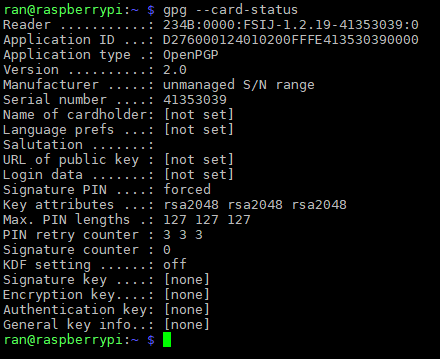 ran@raspberrypi:~ $ gpg --card-status
Reader ...........: 234B:0000:FSIJ-1.2.19-41353039:0
Application ID ...: D276000124010200FFFE413530390000
Application type .: OpenPGP
Version ..........: 2.0
Manufacturer .....: unmanaged S/N range
Serial number ....: 41353039
Name of cardholder: [not set]
Language prefs ...: [not set]
Salutation .......:
URL of public key : [not set]
Login data .......: [not set]
Signature PIN ....: forced
Key attributes ...: rsa2048 rsa2048 rsa2048
Max. PIN lengths .: 127 127 127
PIN retry counter : 3 3 3
Signature counter : 0
KDF setting ......: off
Signature key ....: [none]
Encryption key....: [none]
Authentication key: [none]
General key info..: [none]
ran@raspberrypi:~ $